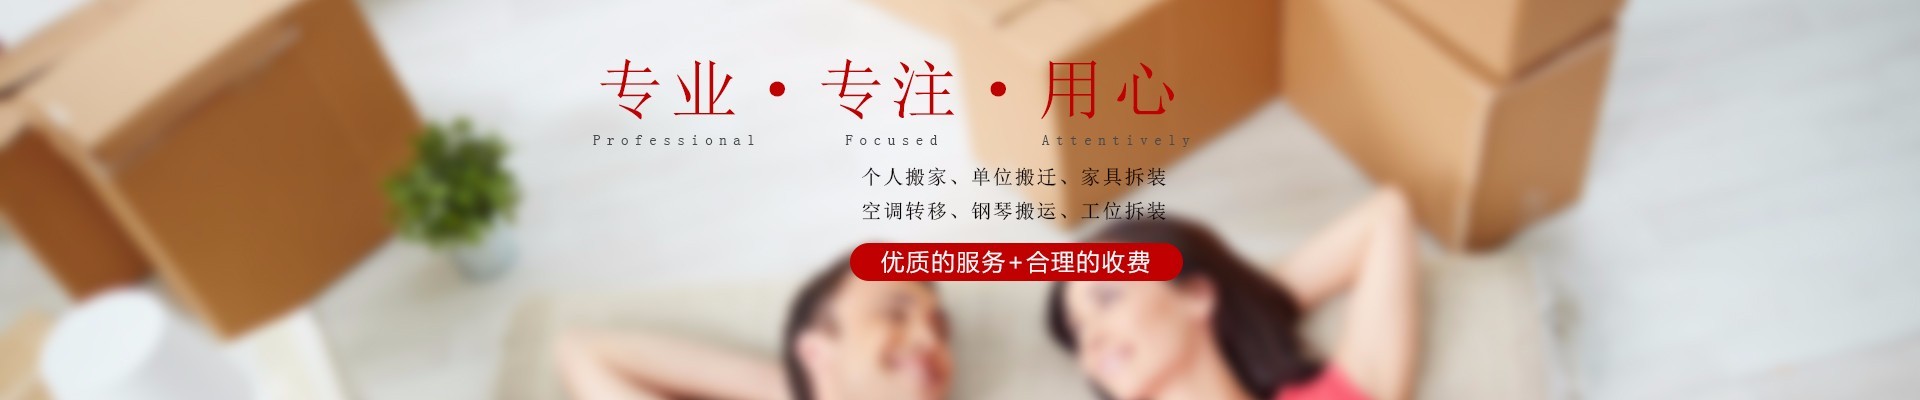 专业·专注·用心
Professional Focused Attentively
个人搬家、单位搬迁、家具拆装
空调转移、钢琴搬运、工位拆装
优质的服务+合理的收费